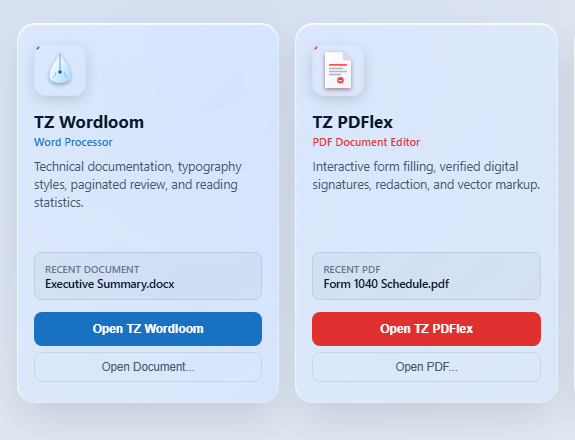 TZ Wordloom
Word Processor
Technical documentation, typography
styles, paginated review, and reading
statistics.
RECENT DOCUMENT
Executive Summary.docx
Open TZ Wordloom
Open Document...
TZ PDFlex
PDF Document Editor
Interactive form filling, verified digital
signatures, redaction, and vector markup.
RECENT PDF
Form 1040 Schedule.pdf
Open TZ PDFlex
Open PDF...